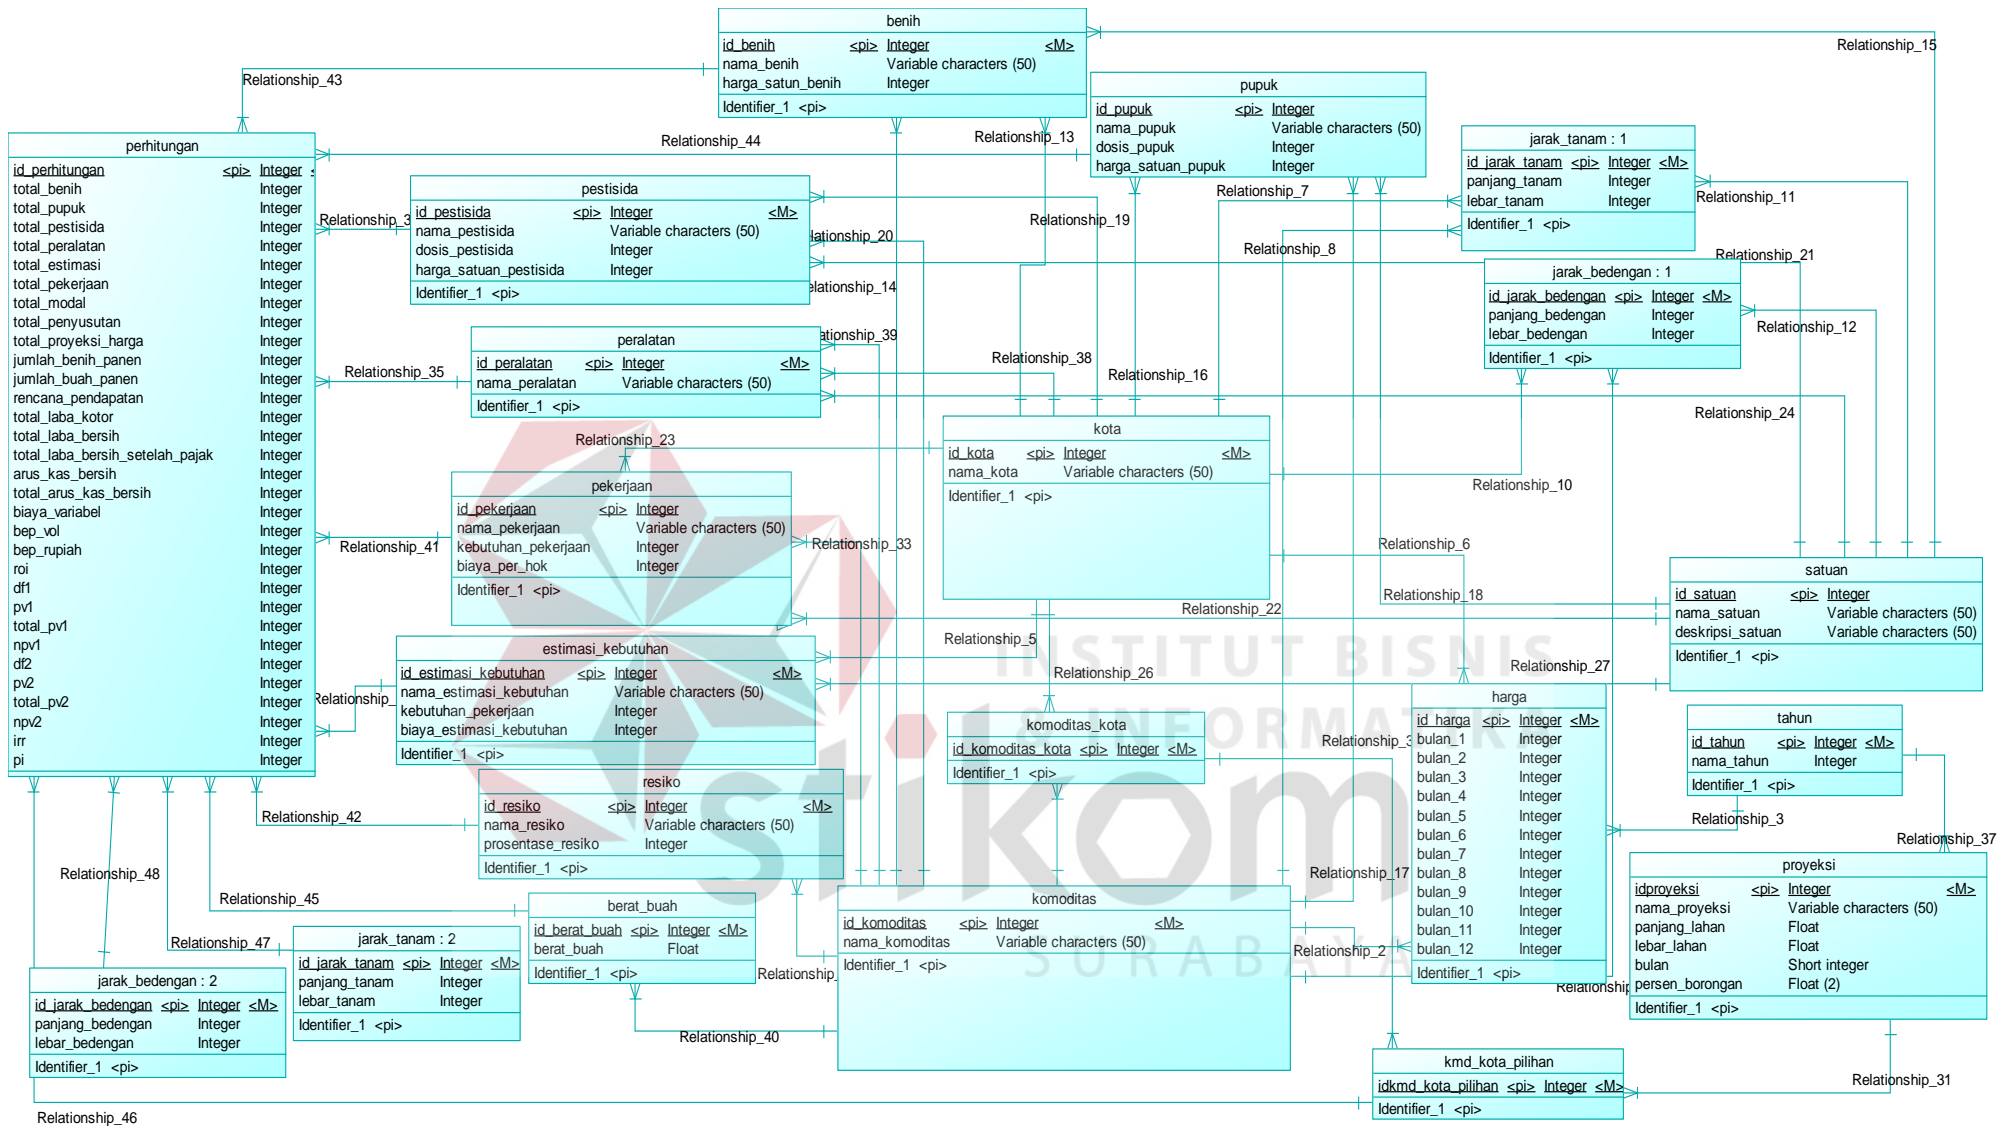 benih
id_benih <pi> Integer <M>
nama_benih Variable characters (50)
harga_satun_benih Integer
Identifier_1 <pi>
Relationship_15
Relationship_43
pupuk
id_pupuk <pi> Integer
nama_pupuk Variable characters (50)
dosis_pupuk Integer
harga_satuan_pupuk Integer
Relationship_13
Relationship_44
perhitungan
id_perhitungan <pi> Integer
total_benih Integer
total_pupuk Integer
total_pestisida Integer
total_peralatan Integer
total_estimasi Integer
total_pekerjaan Integer
total_modal Integer
total_penyusutan Integer
total_proyeksi_harga Integer
jumlah_benih_panen Integer
jumlah_buah_panen Integer
rencana_pendapatan Integer
total_laba_kotor Integer
total_laba_bersih Integer
total_laba_bersih_setelah_pajak Integer
arus_kas_bersih Integer
total_arus_kas_bersih Integer
biaya_variabel Integer
bep_vol Integer
bep_rupiah Integer
roi Integer
df1 Integer
pv1 Integer
total_pv1 Integer
npv1 Integer
df2 Integer
pv2 Integer
total_pv2 Integer
npv2 Integer
irr Integer
pi Integer
jarak_tanam : 1
id_jarak_tanam <pi> Integer <M>
panjang_tanam Integer
lebar_tanam Integer
Identifier_1 <pi>
Relationship_7
Relationship_11
pestisida
id_pestisida <pi> Integer <M>
nama_pestisida Variable characters (50)
dosis_pestisida Integer
harga_satuan_pestisida Integer
Identifier_1 <pi>
Relationship_3
Relationship_19
lationship_20
Relationship_8
Relationship_21
elationship_14
jarak_bedengan : 1
id_jarak_bedengan <pi> Integer <M>
panjang_bedengan Integer
lebar_bedengan Integer
Identifier_1 <pi>
Relationship_12
peralatan
id_peralatan <pi> Integer <M>
nama_peralatan Variable characters (50)
Identifier_1 <pi>
ationship_39
Relationship_38
Relationship_35
Relationship_16
Relationship_24
kota
id_kota <pi> Integer <M>
nama_kota Variable characters (50)
Identifier_1 <pi>
Relationship_23
Relationship_10
pekerjaan
id_pekerjaan <pi> Integer
nama_pekerjaan Variable characters (50)
kebutuhan_pekerjaan Integer
biaya_per_hok Integer
Identifier_1 <pi>
Relationship_41
Relationship_33
Relationship_6
satuan
id_satuan <pi> Integer
nama_satuan Variable characters (50)
deskripsi_satuan Variable characters (50)
Identifier_1 <pi>
Relationship_18
Relationship_22
Relationship_5
estimasi_kebutuhan
id_estimasi_kebutuhan <pi> Integer <M>
nama_estimasi_kebutuhan Variable characters (50)
kebutuhan_pekerjaan Integer
biaya_estimasi_kebutuhan Integer
Identifier_1 <pi>
Relationship_
Relationship_26
Relationship_27
INSTITUT BISNIS
& INFORMATIKA
stikom
SURABAYA
harga
id_harga <pi> Integer <M>
bulan_1 Integer
bulan_2 Integer
bulan_3 Integer
bulan_4 Integer
bulan_5 Integer
bulan_6 Integer
bulan_7 Integer
bulan_8 Integer
bulan_9 Integer
bulan_10 Integer
bulan_11 Integer
bulan_12 Integer
Identifier_1 <pi>
komoditas_kota
id_komoditas_kota <pi> Integer <M>
Identifier_1 <pi>
Relationship_3
tahun
id_tahun <pi> Integer <M>
nama_tahun Integer
Identifier_1 <pi>
Relationship_3
Relationship_37
resiko
id_resiko <pi> Integer <M>
nama_resiko Variable characters (50)
prosentase_resiko Integer
Identifier_1 <pi>
Relationship_42
Relationship_48
Relationship_45
Relationship_17
proyeksi
idproyeksi <pi> Integer <M>
nama_proyeksi Variable characters (50)
panjang_lahan Float
lebar_lahan Float
bulan Short integer
persen_borongan Float (2)
Identifier_1 <pi>
berat_buah
id_berat_buah <pi> Integer <M>
berat_buah Float
Identifier_1 <pi>
komoditas
id_komoditas <pi> Integer <M>
nama_komoditas Variable characters (50)
Identifier_1 <pi>
Relationship_47
Relationship_
Relationship_2
Relationship
jarak_tanam : 2
id_jarak_tanam <pi> Integer <M>
panjang_tanam Integer
lebar_tanam Integer
Identifier_1 <pi>
jarak_bedengan : 2
id_jarak_bedengan <pi> Integer <M>
panjang_bedengan Integer
lebar_bedengan Integer
Identifier_1 <pi>
Relationship_40
kmd_kota_pilihan
idkmd_kota_pilihan <pi> Integer <M>
Identifier_1 <pi>
Relationship_31
Relationship_46